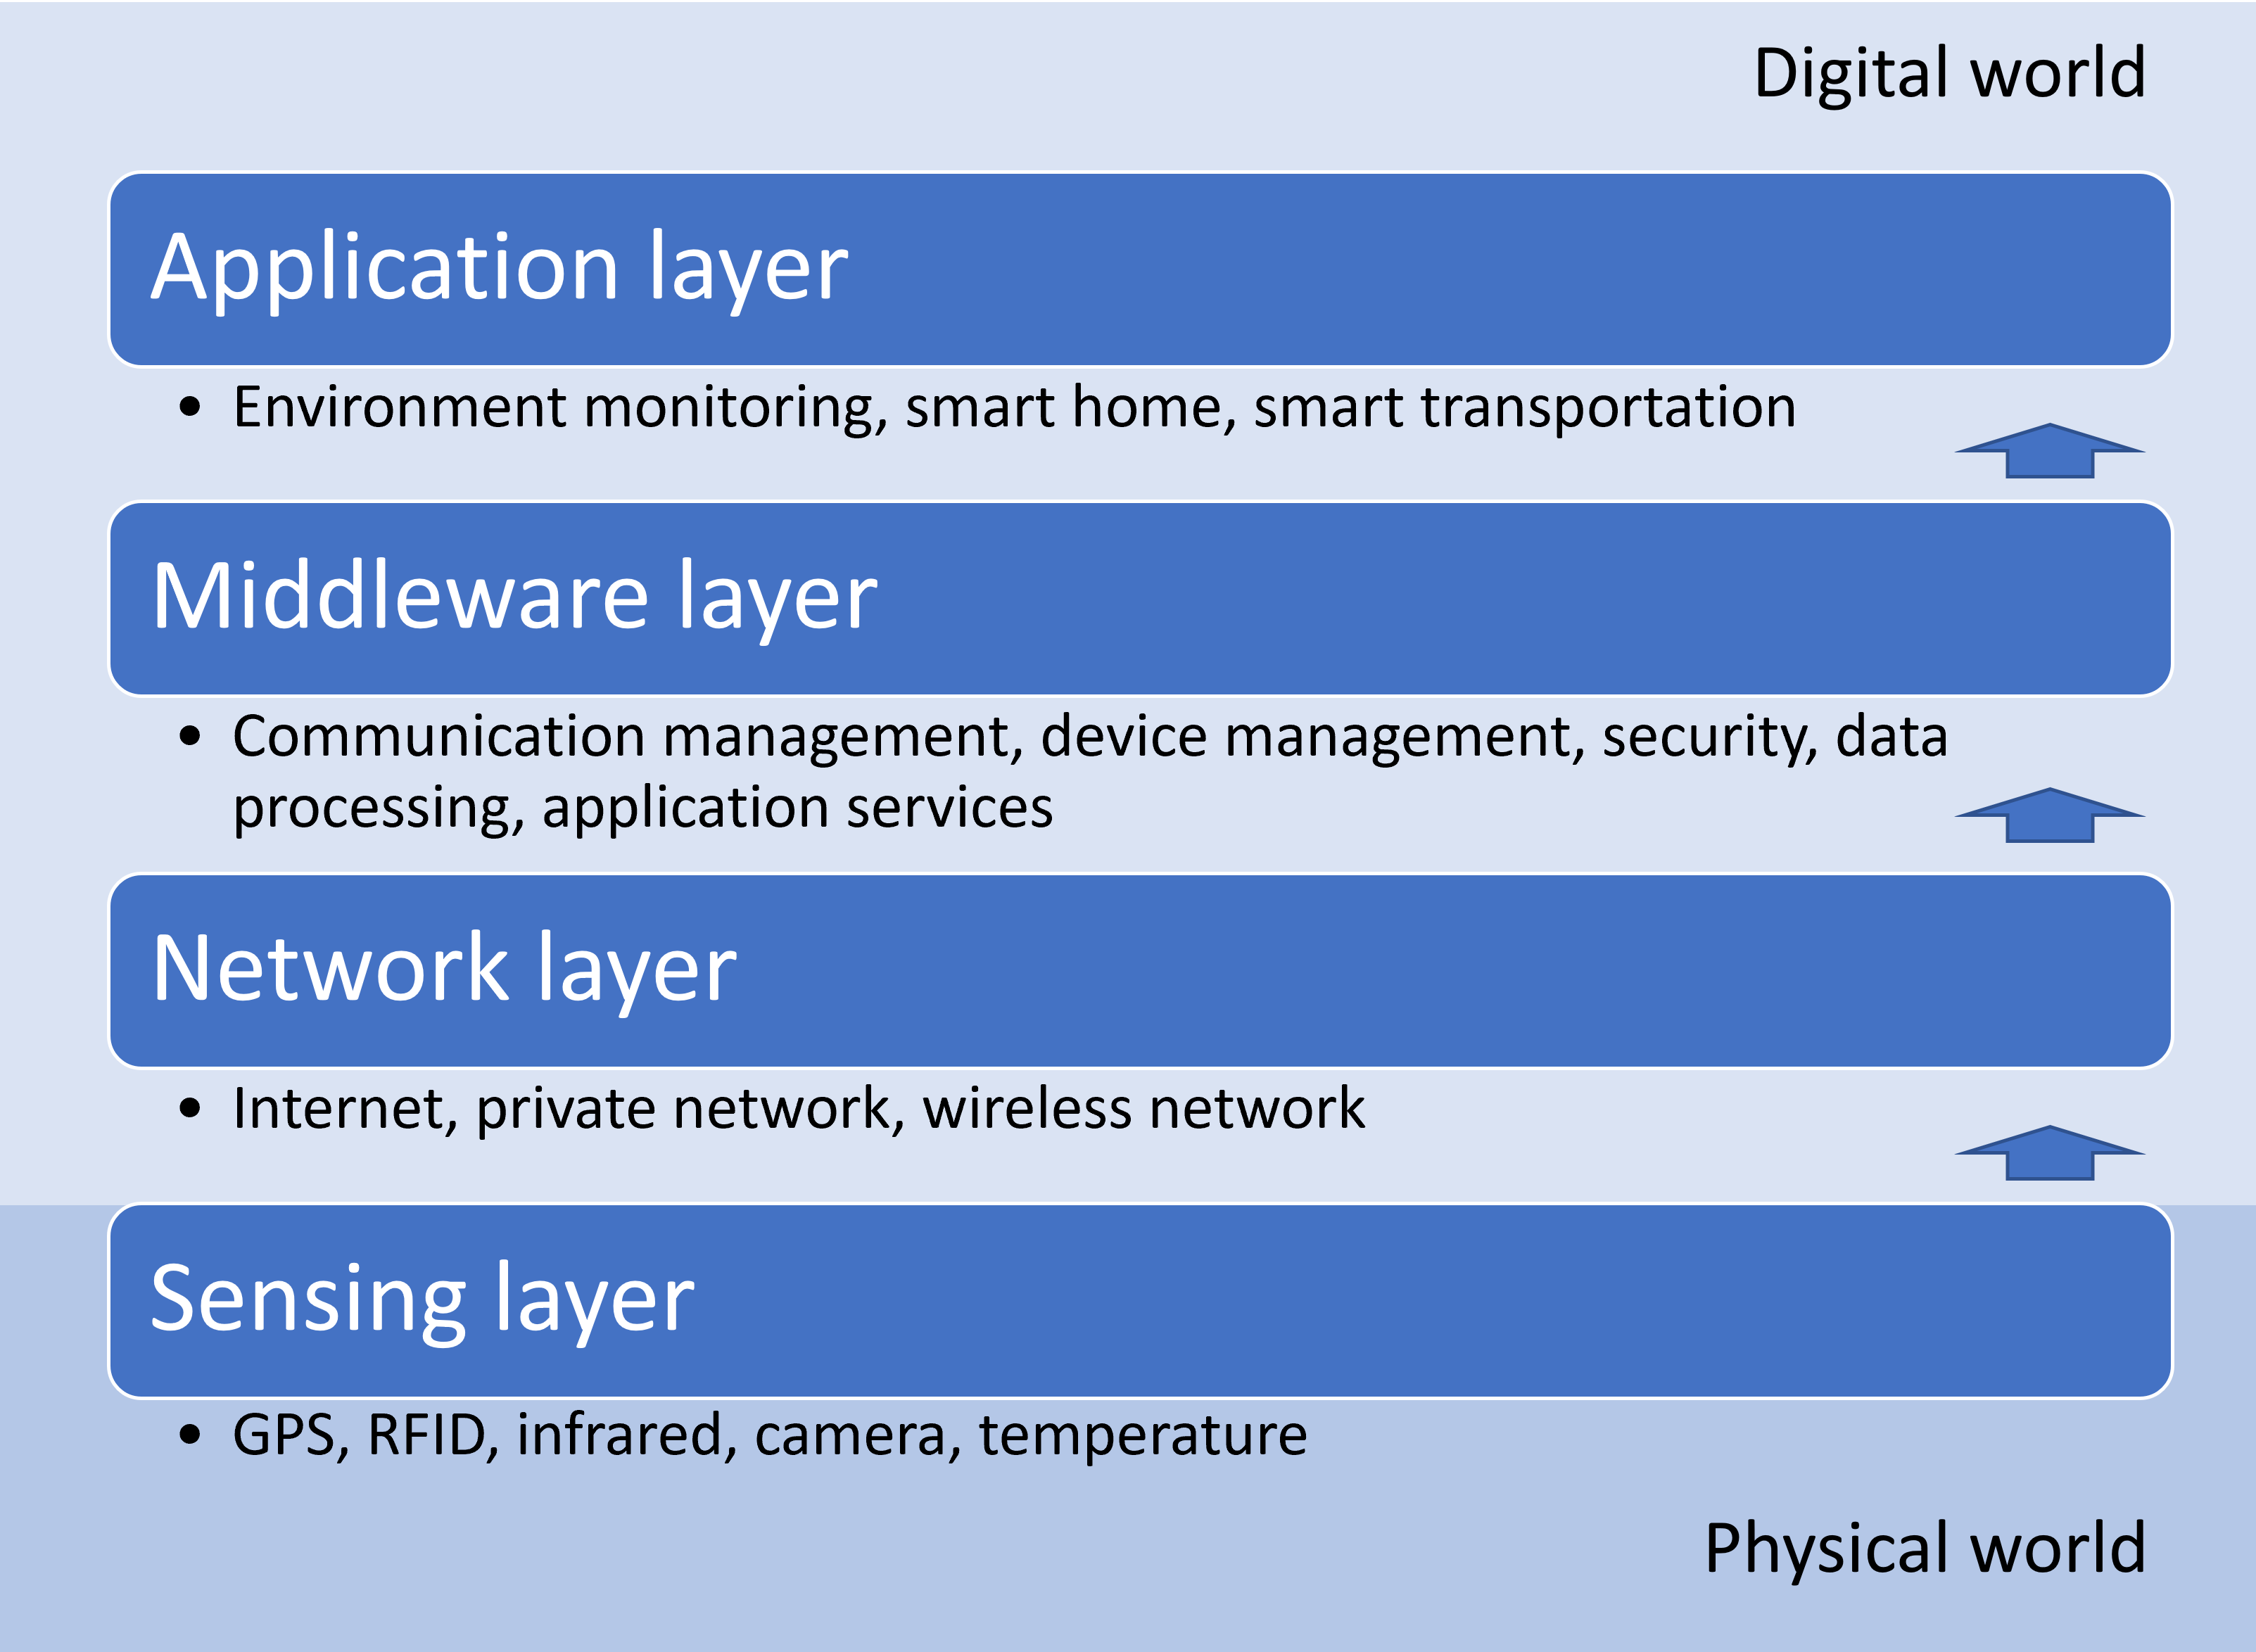 Digital world
Application layer
• Environment monitoring, smart home, smart transportation
Middleware layer
• Communication management, device management, security, data
processing, application services
Network layer
• Internet, private network, wireless network
Sensing layer
• GPS, RFID, infrared, camera, temperature
Physical world